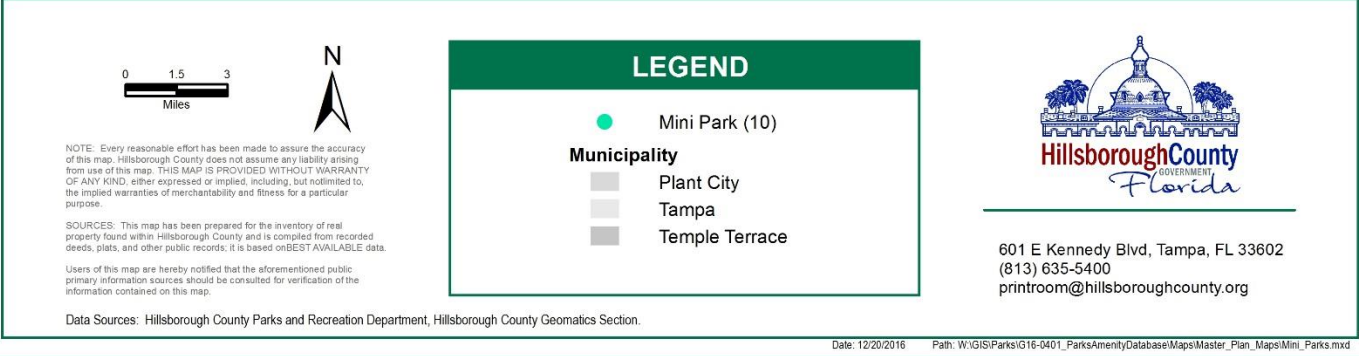 0 1.5 3
Miles
N
NOTE: Every reasonable effort has been made to assure the accuracy
of this map. Hillsborough County does not assume any liability arising
from use of this map. THIS MAP IS PROVIDED WITHOUT WARRANTY
OF ANY KIND, either expressed or implied, including, but notlimited to,
the implied warranties of merchantability and fitness for a particular
purpose.
SOURCES: This map has been prepared for the inventory of real
property found within Hillsborough County and is compiled from recorded
deeds, plats, and other public records; it is based onBEST AVAILABLE data.
Users of this map are hereby notified that the aforementioned public
primary information sources should be consulted for verification of the
information contained on this map.
Data Sources: Hillsborough County Parks and Recreation Department, Hillsborough County Geomatics Section.
LEGEND
Mini Park (10)
Municipality
Plant City
Tampa
Temple Terrace
HillsboroughCounty
GOVERNMENT
Florida
601 E Kennedy Blvd, Tampa, FL 33602
(813) 635-5400
printroom@hillsboroughcounty.org
Date: 12/20/2016 Path: W:\GIS\Parks\G16-0401_ParksAmenityDatabase\Maps\Master_Plan_Maps\Mini_Parks.mxd